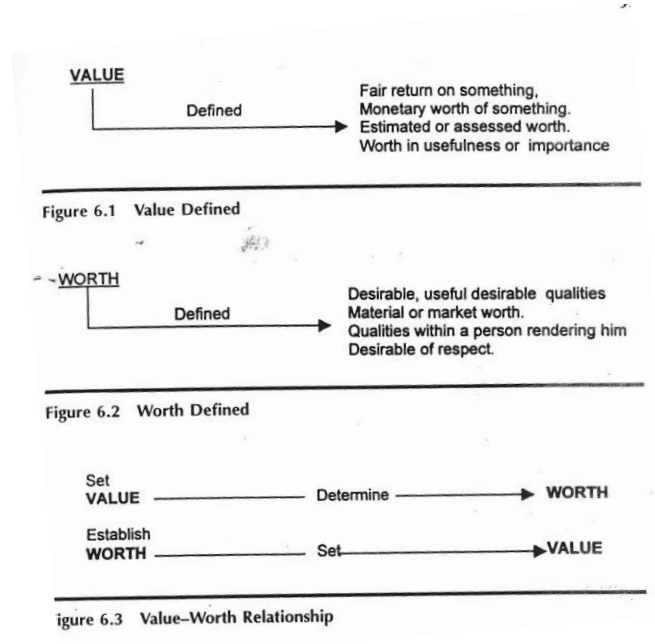 VALUE
Defined
Fair return on something,
Monetary worth of something.
Estimated or assessed worth.
Worth in usefulness or importance
Figure 6.1 Value Defined
WORTH
Defined
Desirable, useful desirable qualities
Material or market worth.
Qualities within a person rendering him
Desirable of respect.
Figure 6.2 Worth Defined
Set
VALUE Determine WORTH
Establish
WORTH Set VALUE
igure 6.3 Value–Worth Relationship